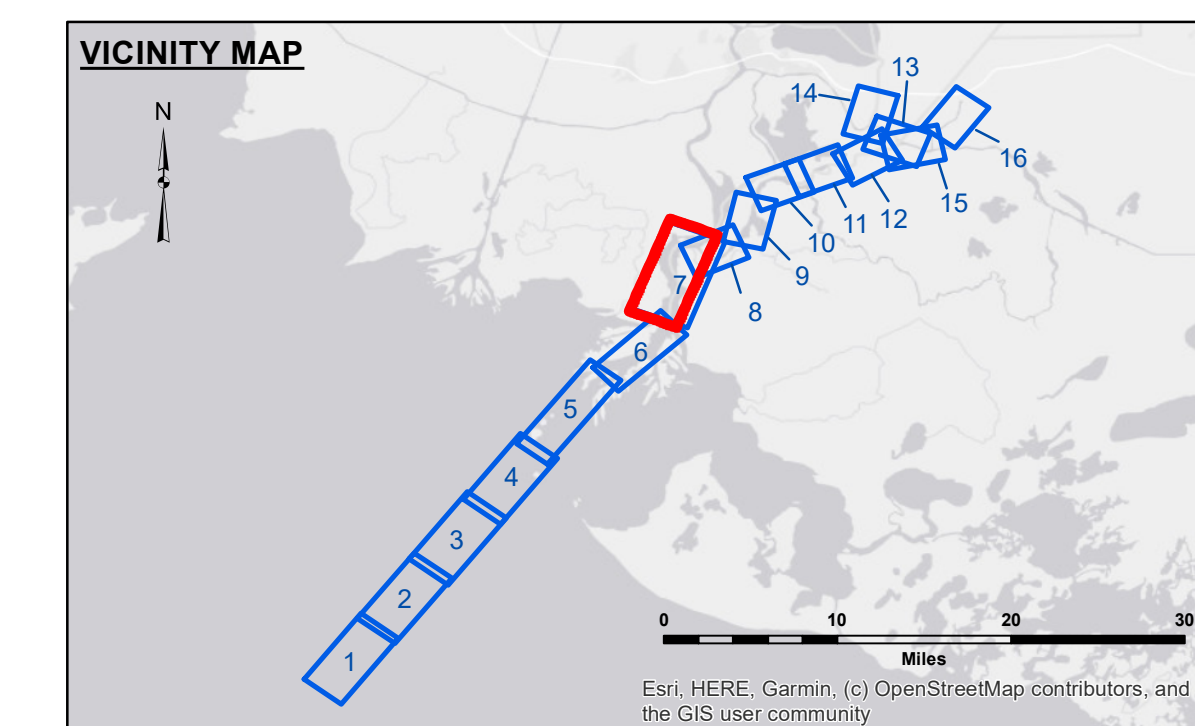 VICINITY MAP
N
13
14
16
15
12
11
10
9
8
7
6
5
4
3
2
1
0 10 20 30
Miles
Esri, HERE, Garmin, (c) OpenStreetMap contributors, and
the GIS user community